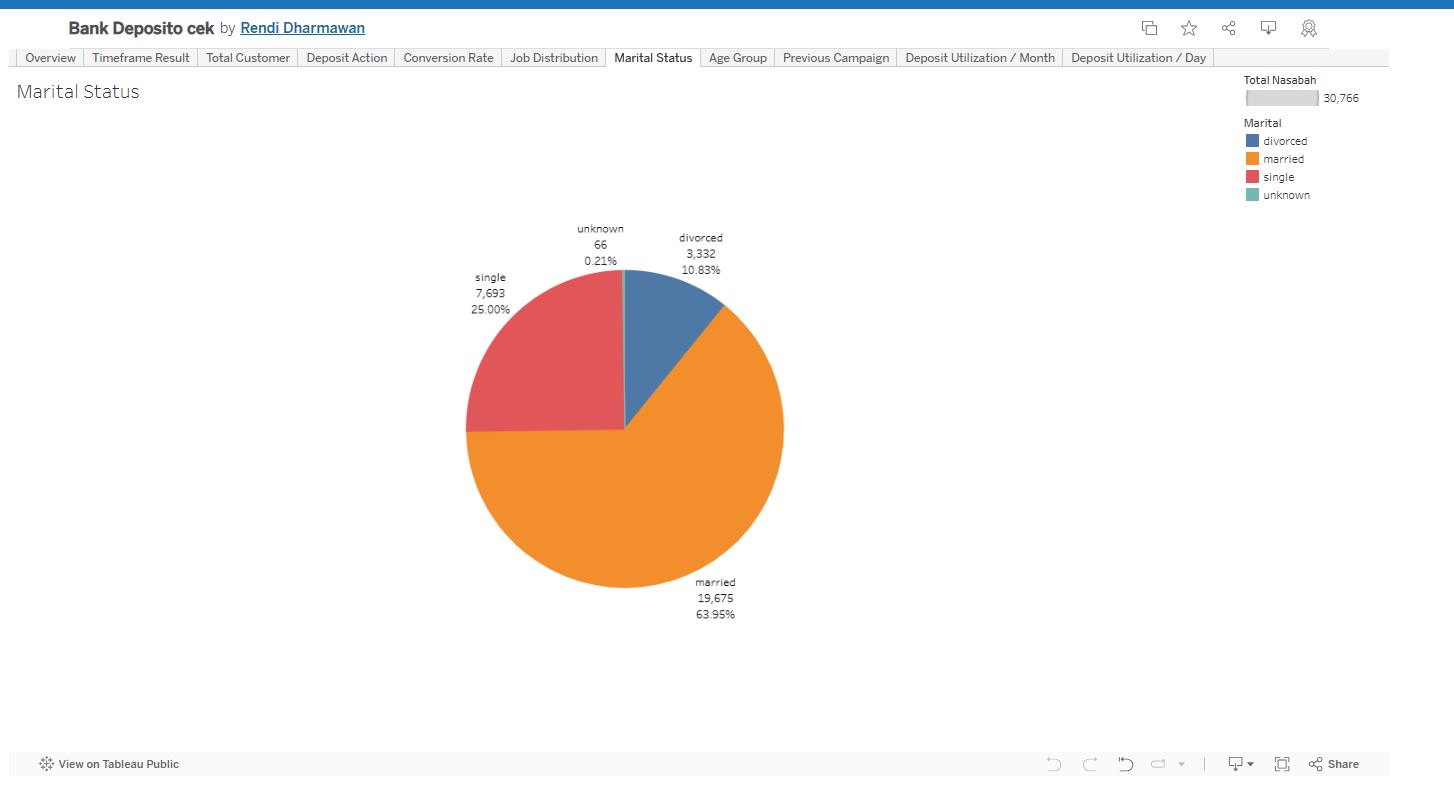 Bank Deposito cek by Rendi Dharmawan
Overview Timeframe Result Total Customer Deposit Action Conversion Rate Job Distribution Marital Status Age Group Previous Campaign Deposit Utilization / Month Deposit Utilization / Day
Marital Status
Total Nasabah
30,766
Marital
divorced
married
single
unknown
unknown
66
0.21%
divorced
3,332
10.83%
single
7,693
25.00%
married
19,675
63.95%
View on Tableau Public
Share